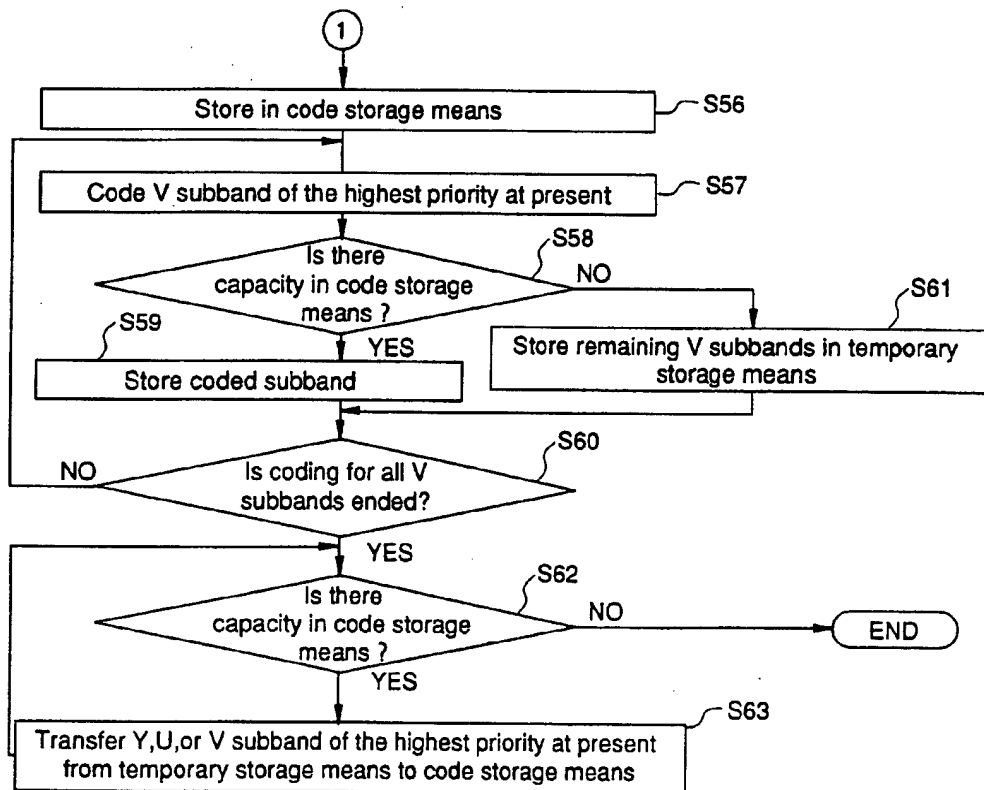 1
Store in code storage means
S56
Code V subband of the highest priority at present
S57
Is there
capacity in code storage
means ?
S58
NO
YES
S59
Store coded subband
S61
Store remaining V subbands in temporary
storage means
Is coding for all V
subbands ended?
S60
NO
YES
Is there
capacity in code storage
means ?
S62
NO
END
YES
S63
Transfer Y,U,or V subband of the highest priority at present
from temporary storage means to code storage means